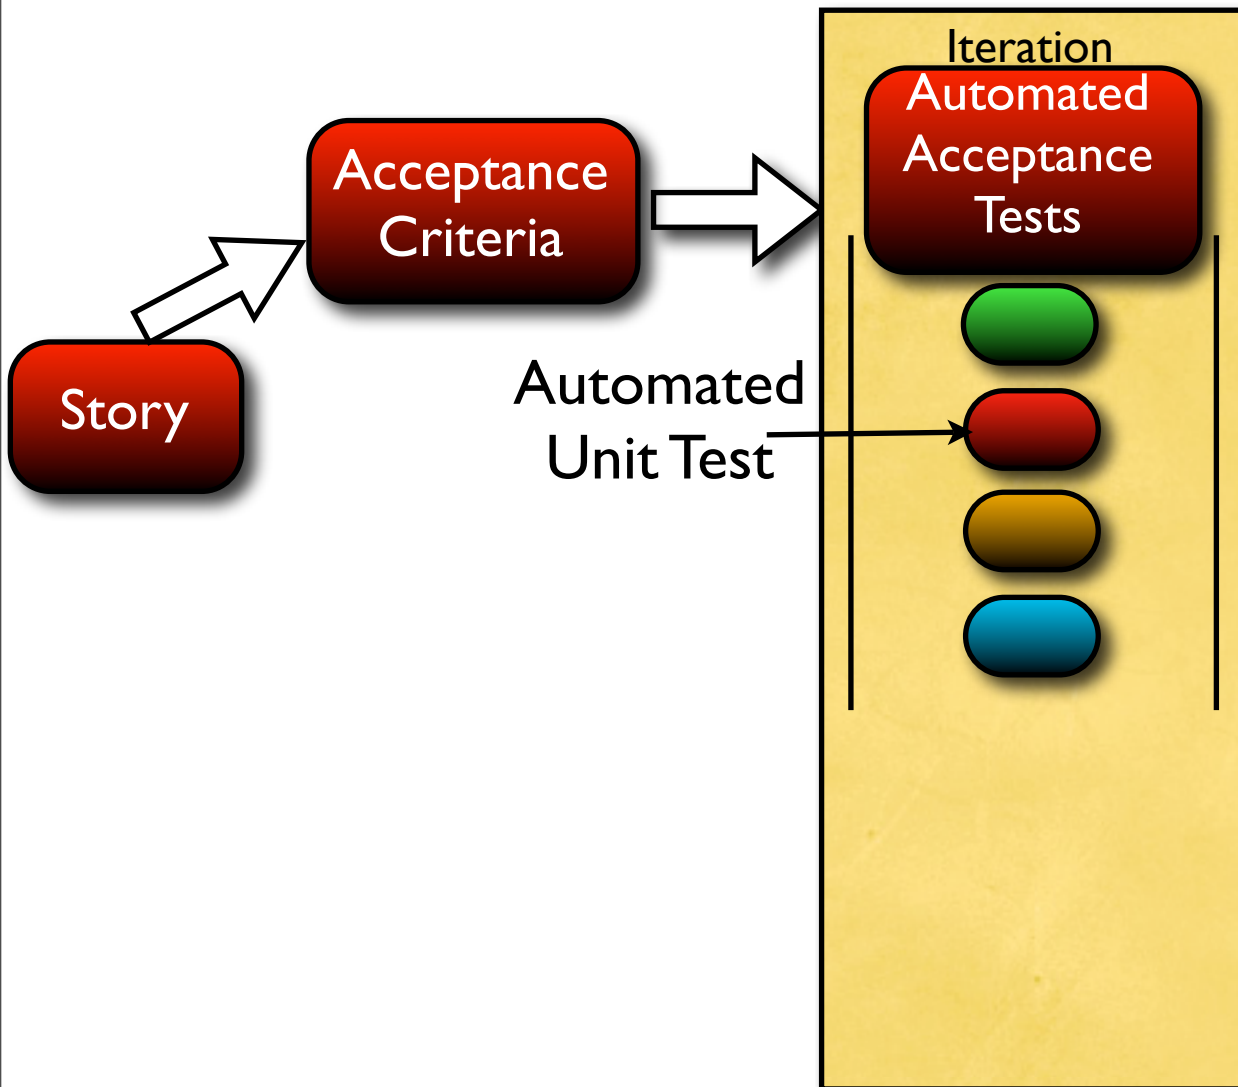 Iteration
Automated
Acceptance
Tests
Acceptance
Criteria
Story
Automated
Unit Test